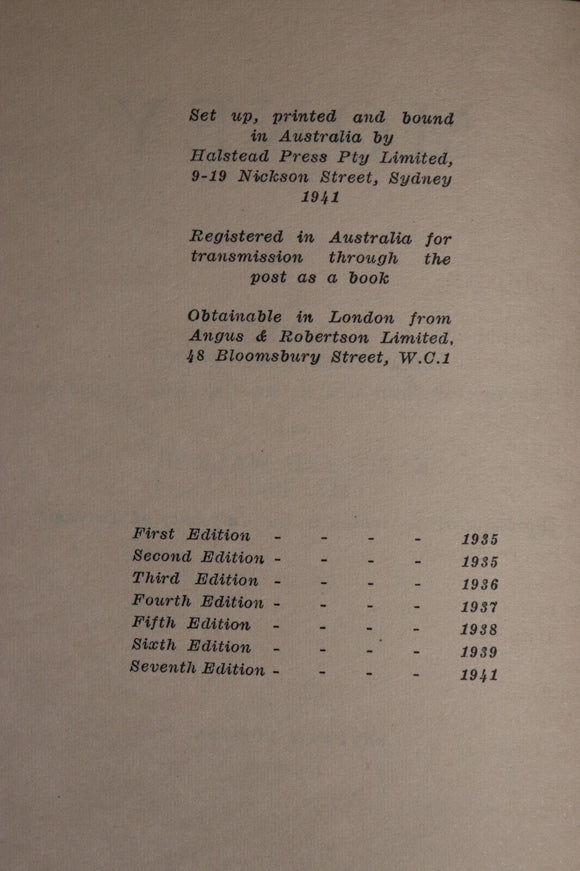 Set up, printed and bound
in Australia by
Halstead Press Pty Limited,
9-19 Nickson Street, Sydney
1941
Registered in Australia for
transmission through the
post as a book
Obtainable in London from
Angus & Robertson Limited,
48 Bloomsbury Street, W.C.1
First Edition - - - - 1935
Second Edition - - - - 1935
Third Edition - - - - 1936
Fourth Edition - - - - 1937
Fifth Edition - - - - 1938
Sixth Edition - - - - 1939
Seventh Edition - - - - 1941